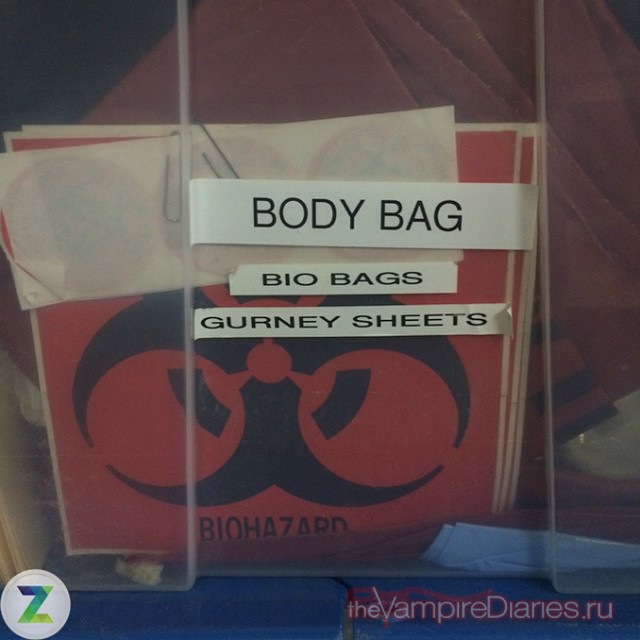 BODY BAG
BIO BAGS
GURNEY SHEETS
BIOHAZARD
Z
theVampireDiaries.ru